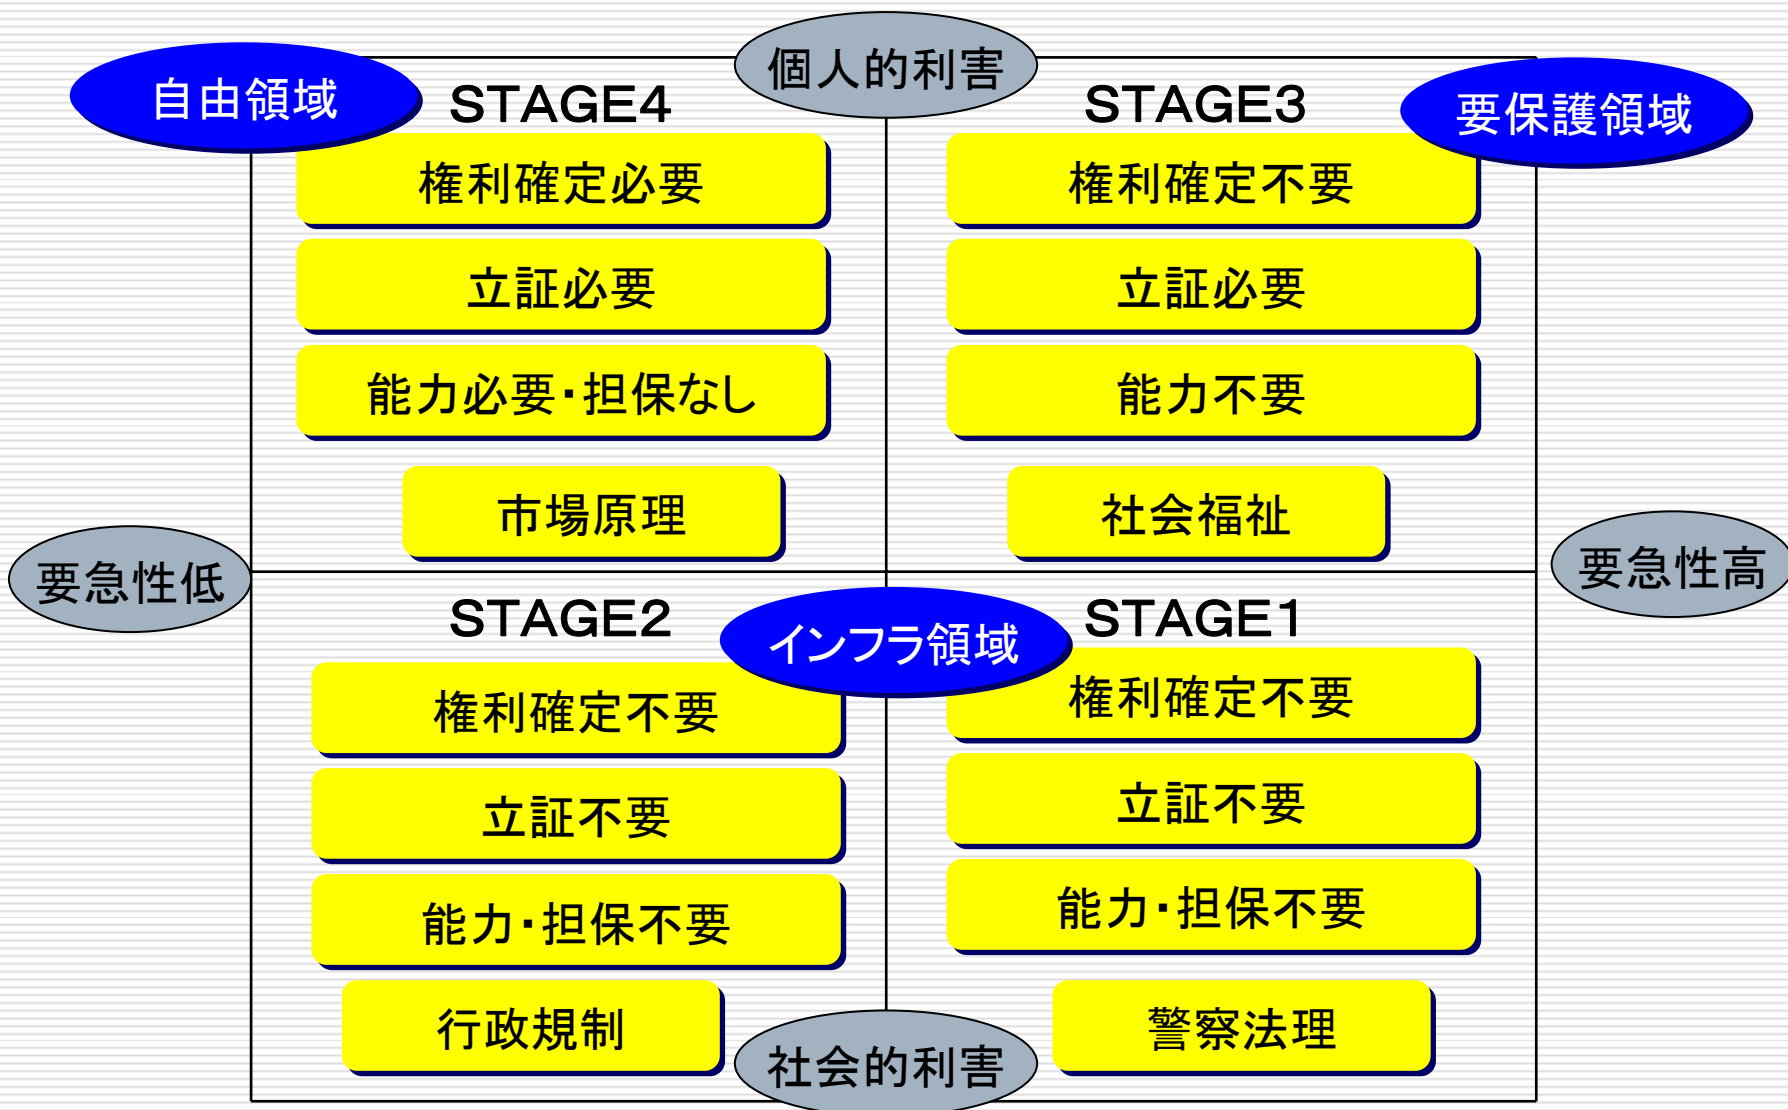 個人的利害
自由領域
STAGE4
権利確定必要
立証必要
能力必要・担保なし
市場原理
STAGE3
要保護領域
権利確定不要
立証必要
能力不要
社会福祉
要急性低
要急性高
インフラ領域
STAGE2
権利確定不要
立証不要
能力・担保不要
行政規制
STAGE1
権利確定不要
立証不要
能力・担保不要
警察法理
社会的利害